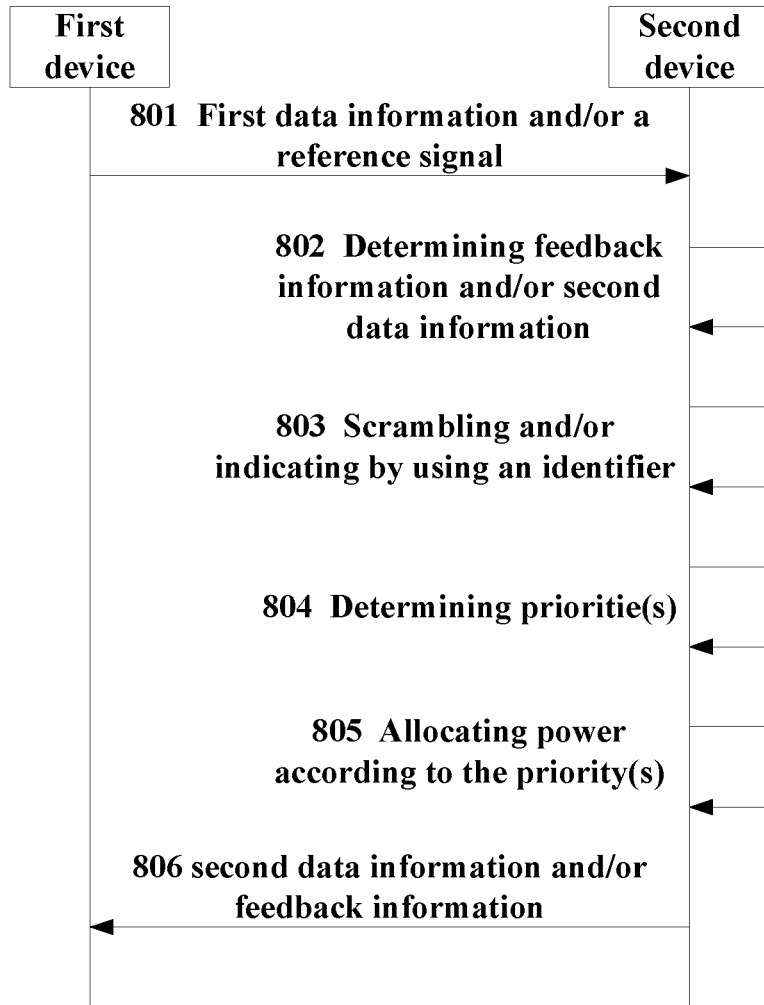 First
device
Second
device
801 First data information and/or a
reference signal
802 Determining feedback
information and/or second
data information
803 Scrambling and/or
indicating by using an identifier
804 Determining prioritie(s)
805 Allocating power
according to the priority(s)
806 second data information and/or
feedback information